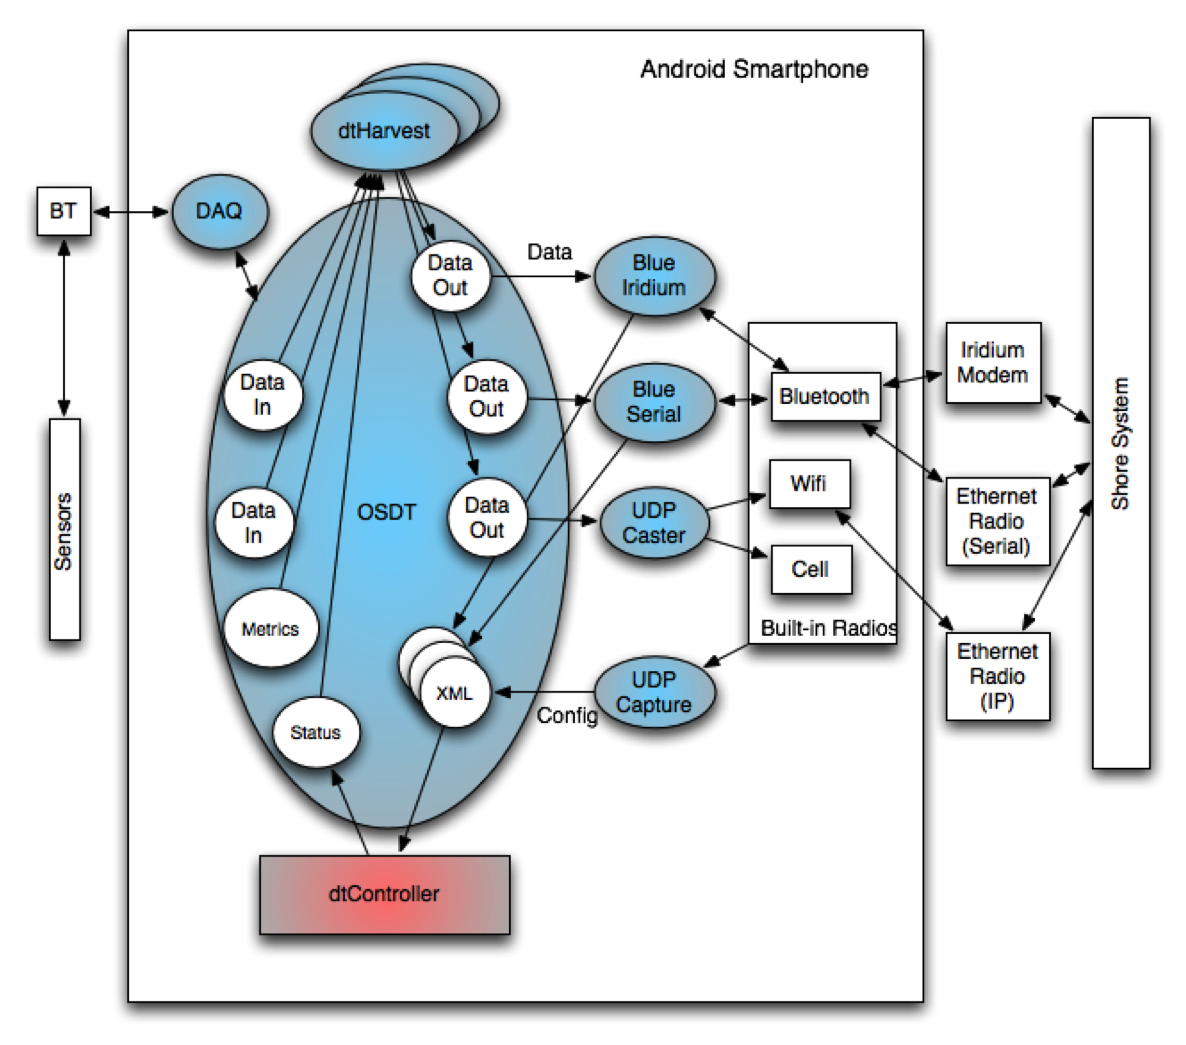 Android Smartphone
dtHarvest
BT
DAQ
Data
Out
Data
Blue
Iridium
Data
In
Data
Out
Blue
Serial
Bluetooth
Iridium
Modem
Shore System
Sensors
Data
In
OSDT
Data
Out
UDP
Caster
Wifi
Cell
Ethernet
Radio
(Serial)
Metrics
Built-in Radios
Ethernet
Radio
(IP)
XML
UDP
Capture
Config
Status
dtController